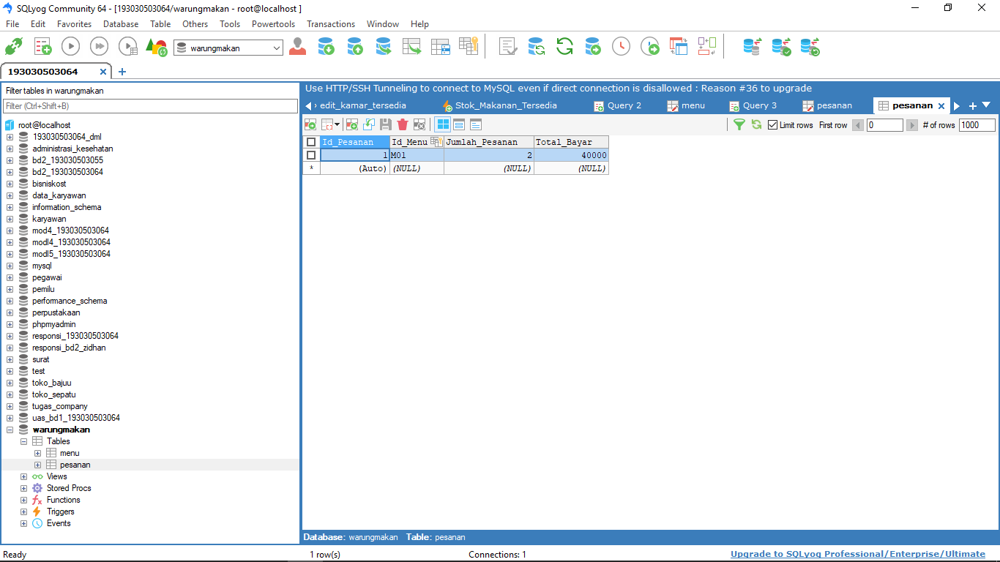 SQLyog Community 64 - [193030503064/warungmakan - root@localhost ]
File Edit Favorites Database Table Others Tools Powertools Transactions Window Help
warungmakan
193030503064
Filter tables in warungmakan
Filter (Ctrl+Shift+B)
root@localhost
193030503064_dml
administrasi_kesehatan
bd2_193030503055
bd2_193030503064
bisniskost
data_karyawan
information_schema
karyawan
mod4_193030503064
modl4_193030503064
modl5_193030503064
mysql
pegawai
pemilu
performance_schema
perpustakaan
phpmyadmin
responsi_193030503064
responsi_bd2_zidhan
surat
test
toko_bajuu
toko_sepatu
tugas_company
uas_bd1_193030503064
warungmakan
Tables
menu
pesanan
Views
Stored Procs
Functions
Triggers
Events
Use HTTP/SSH Tunneling to connect to MySQL even if direct connection is disallowed : Reason #36 to upgrade
edit_kamar_tersedia Stok_Makanan_Tersedia Query 2 menu Query 3 pesanan pesanan
Limit rows First row 0 # of rows 1000
Id_Pesanan Id_Menu Jumlah_Pesanan Total_Bayar
1 M01 2 40000
* (Auto) (NULL) (NULL) (NULL)
Database: warungmakan Table: pesanan
Ready 1 row(s) Connections: 1 Upgrade to SQLyog Professional/Enterprise/Ultimate